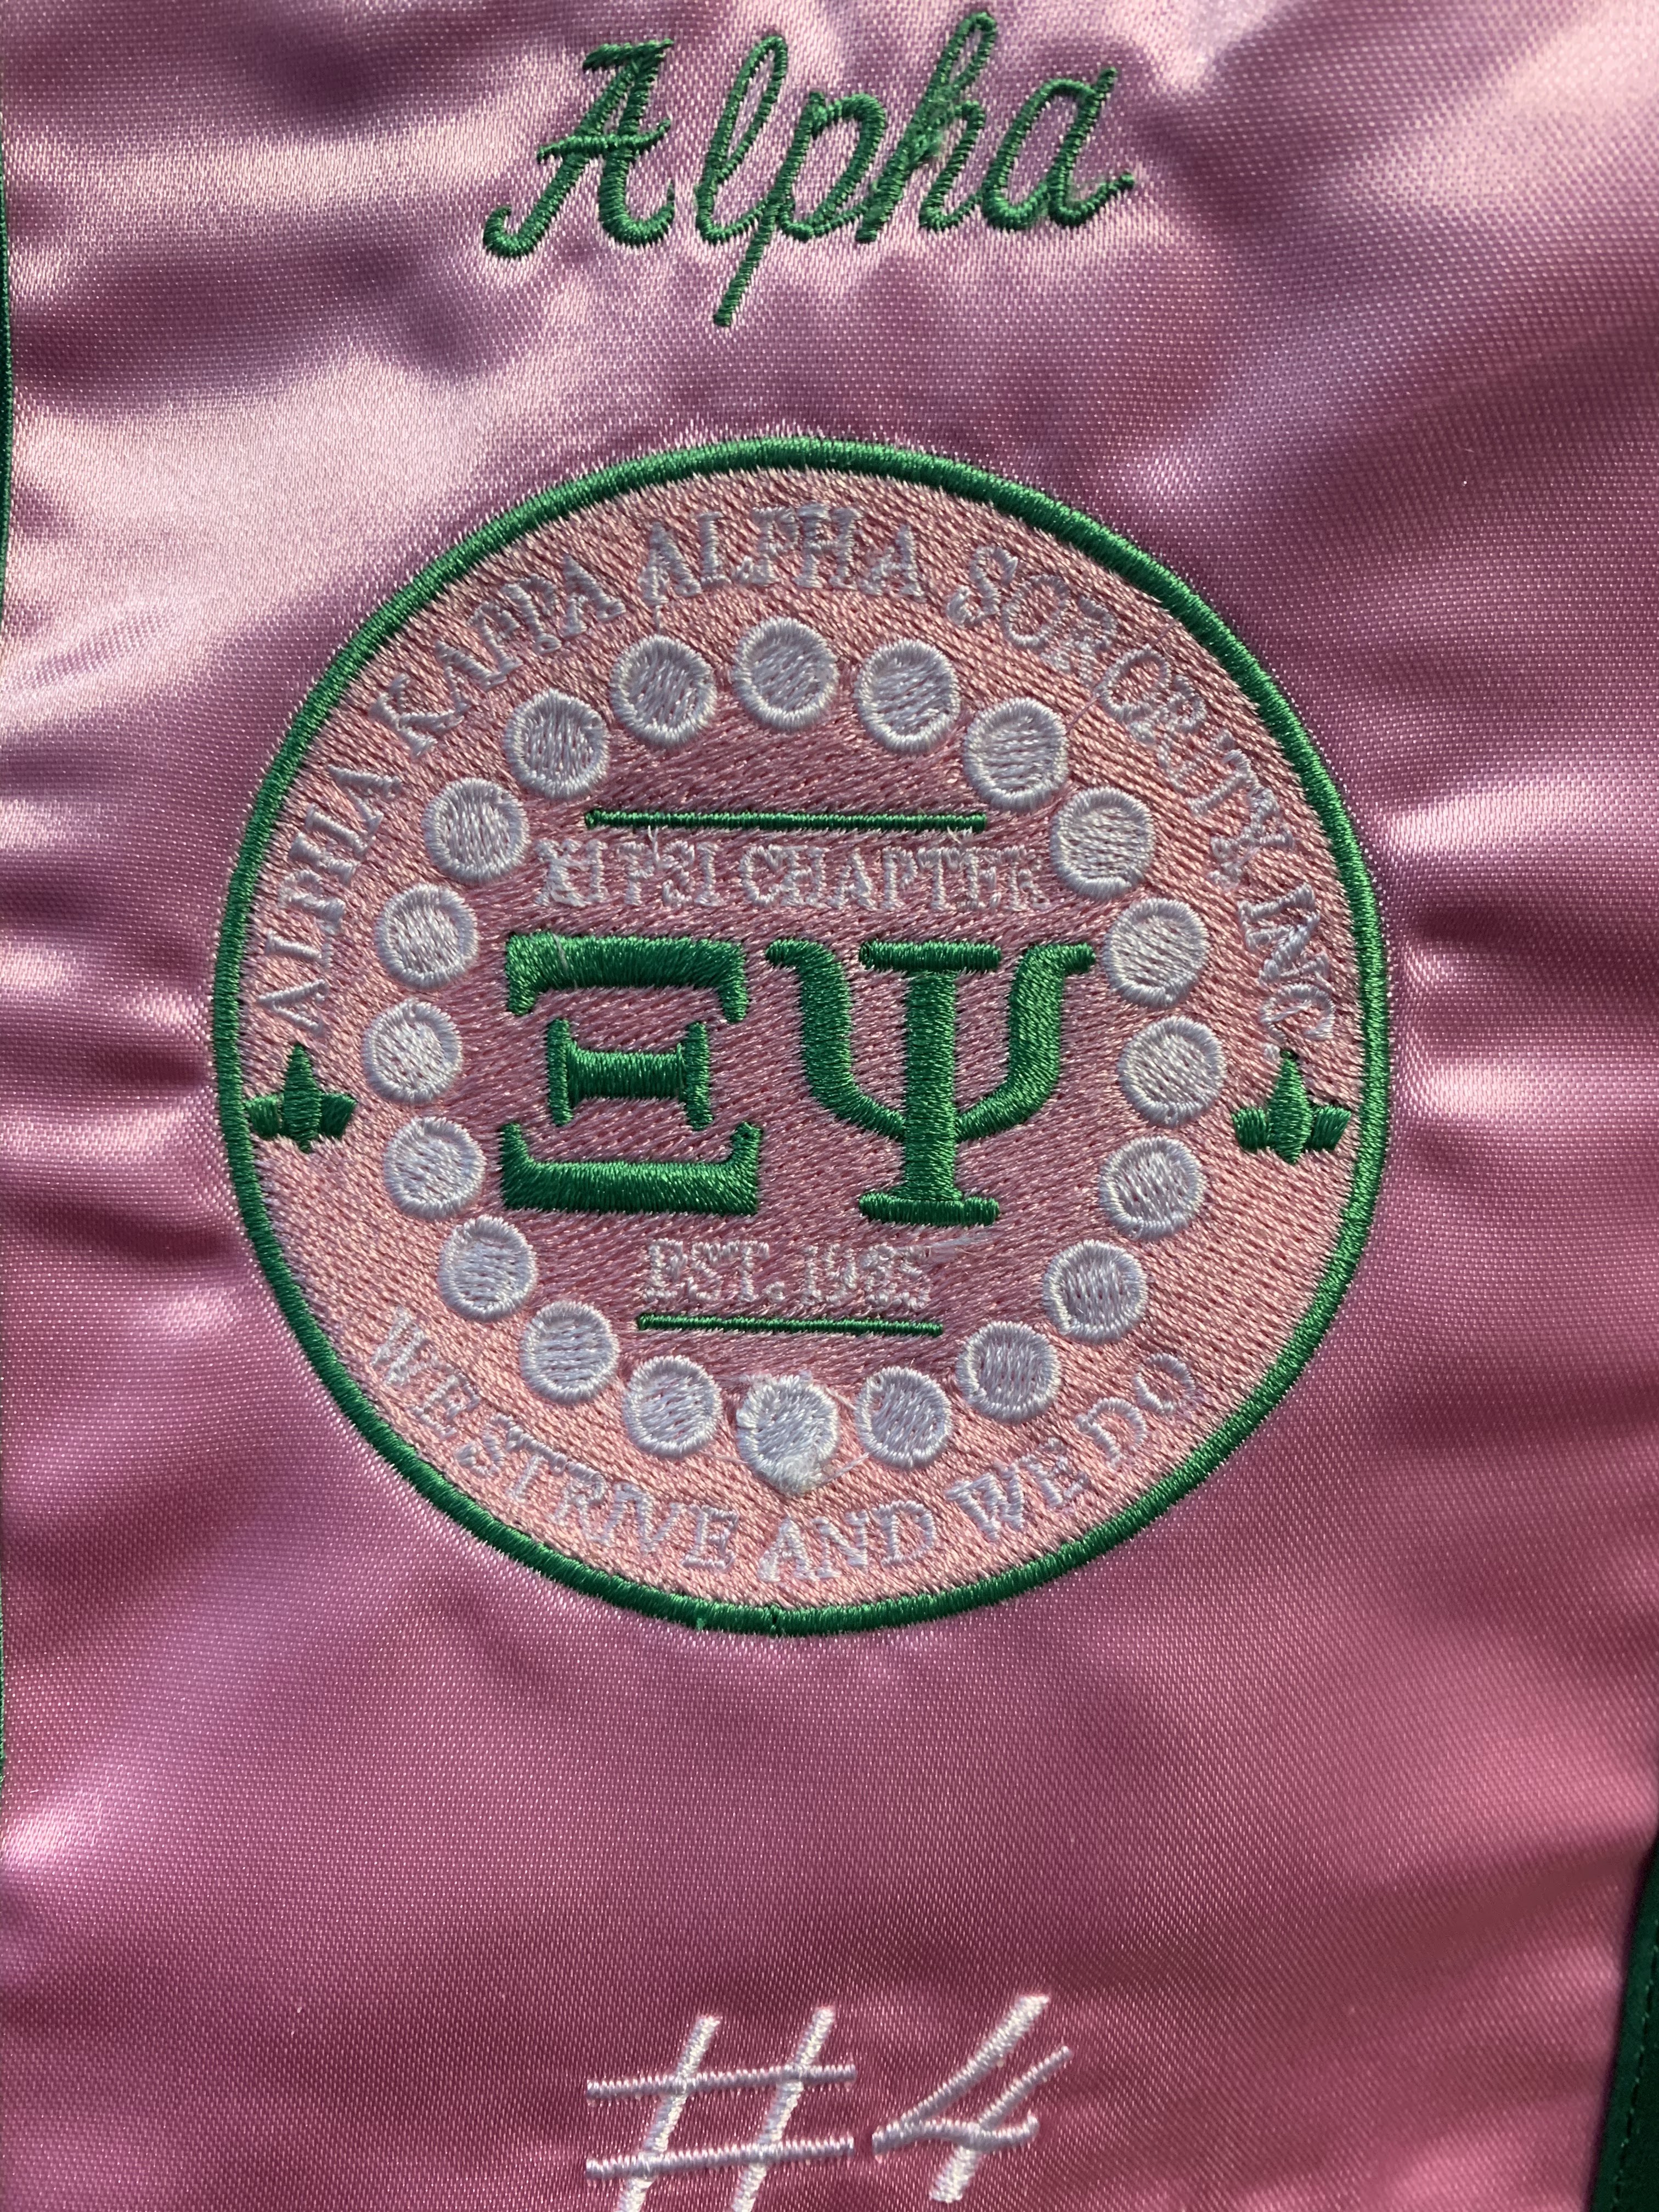 Alpha
ALPHA KAPPA ALPHA SORORITY, INC.
XI PSI CHAPTER
ΞΨ
EST. 1985
WE STRIVE AND WE DO
#4